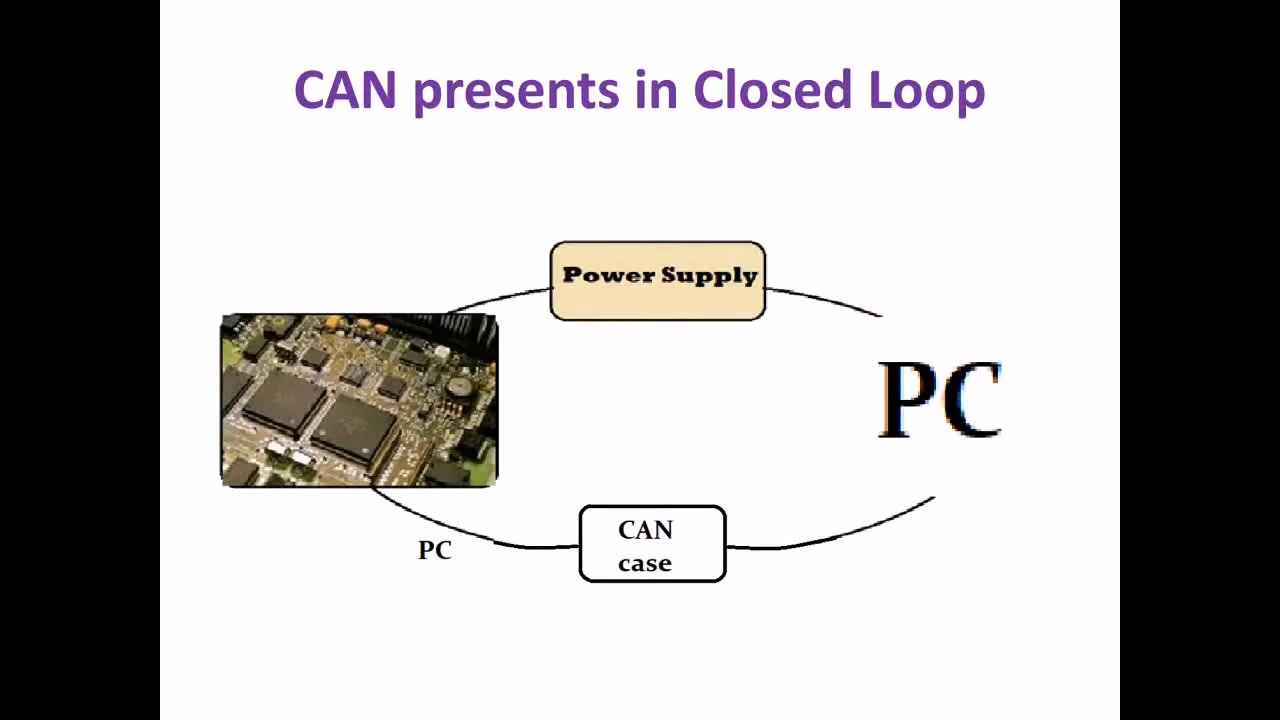 CAN presents in Closed Loop
Power Supply
PC
CAN
case
PC